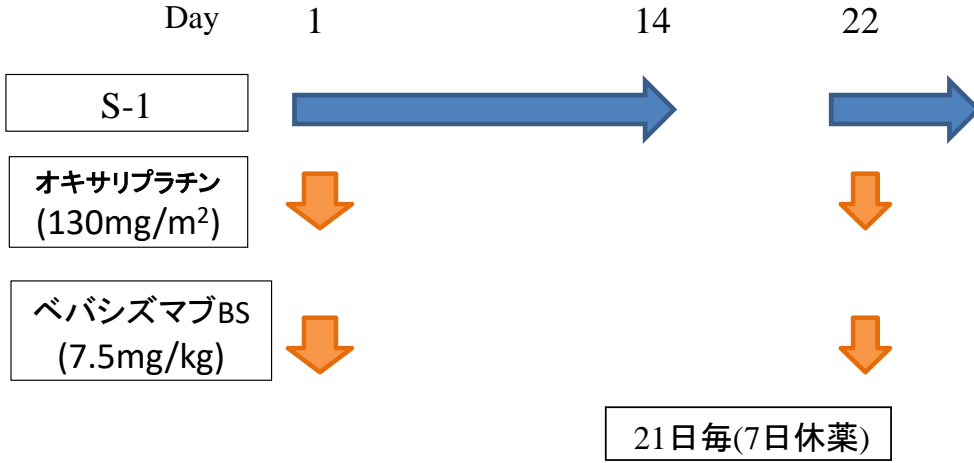 Day 1 14 22
S-1
オキサリプラチン
(130mg/m²)
ベバシズマブBS
(7.5mg/kg)
21日毎(7日休薬)